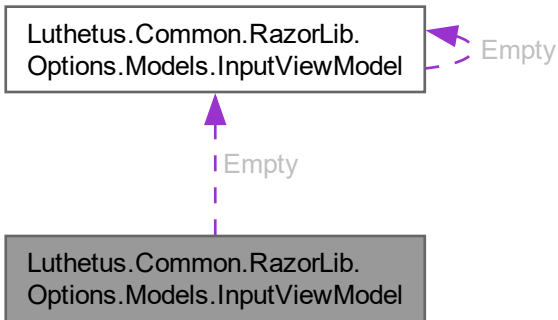 Luthetus.Common.RazorLib.
Options.Models.InputViewModel
Empty
Empty
Luthetus.Common.RazorLib.
Options.Models.InputViewModel